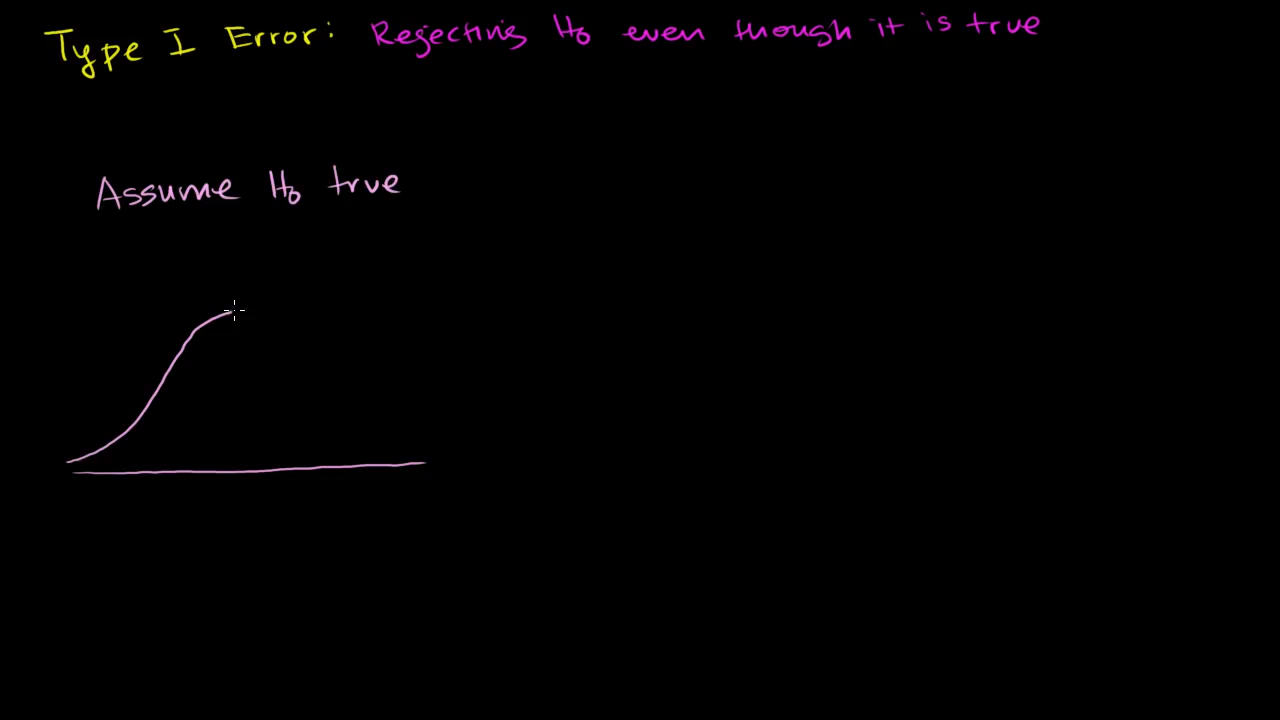 Type I Error: Rejecting H₀ even though it is true
Assume H₀ true